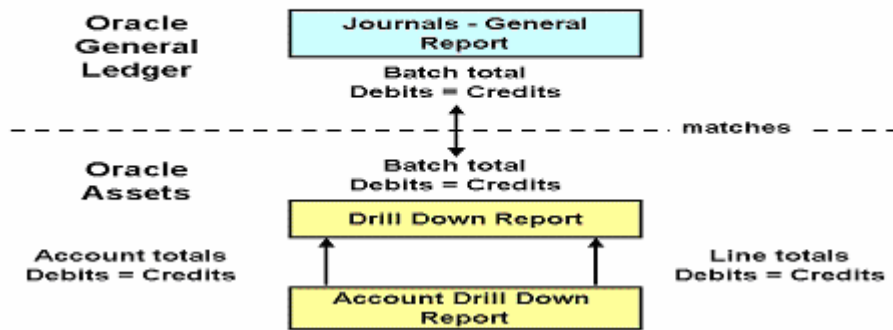 Oracle
General
Ledger
Journals - General
Report
Batch total
Debits = Credits
matches
Oracle
Assets
Batch total
Debits = Credits
Drill Down Report
Account totals
Debits = Credits
Line totals
Debits = Credits
Account Drill Down
Report